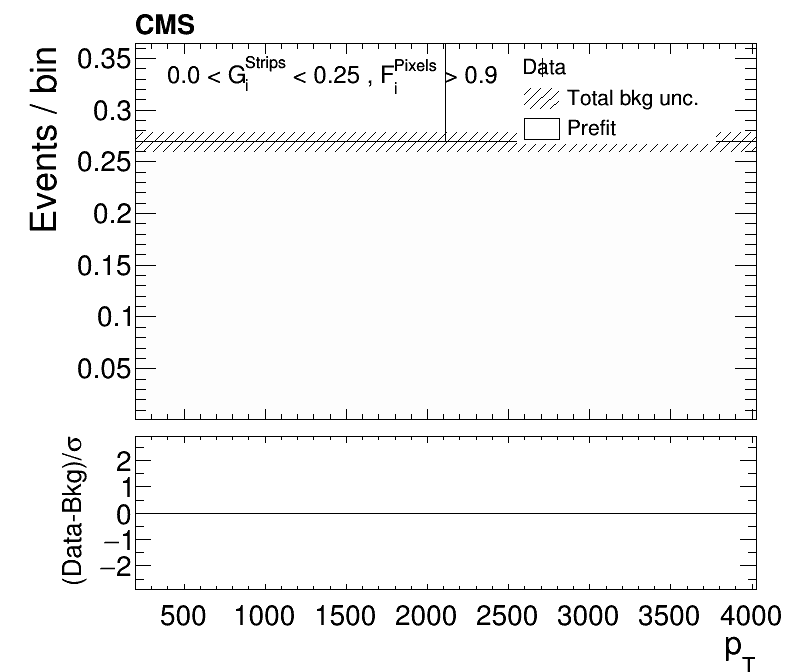 CMS
Events / bin
0.35
0.3
0.25
0.2
0.15
0.1
0.05
0.0 < G_i^Strips < 0.25 , F_i^Pixels > 0.9
Data
Total bkg unc.
Prefit
(Data-Bkg)/σ
2
1
0
−1
−2
500 1000 1500 2000 2500 3000 3500 4000
p_T